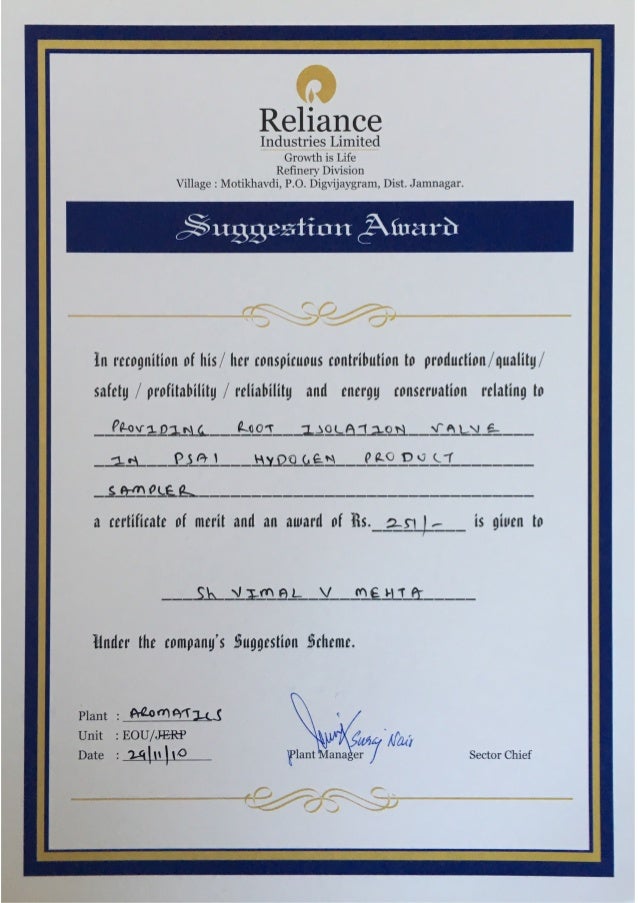 Reliance
Industries Limited
Growth is Life
Refinery Division
Village : Motikhavdi, P.O. Digvijaygram, Dist. Jamnagar.
Suggestion Award
In recognition of his/ her conspicuous contribution to production/quality/
safety / profitability / reliability and energy conservation relating to
PROVIDING ROOT ISOLATION VALVE
IN PSA1 HYDOGEN PRODUCT
SAMPLER
a certificate of merit and an award of Rs. 251/- is given to
Sh VIMAL V MEHTA
Under the company's Suggestion Scheme.
Plant : AROMATICS
Unit : EOU/JERP
Date : 29/11/10
Suraj Nair
Plant Manager Sector Chief